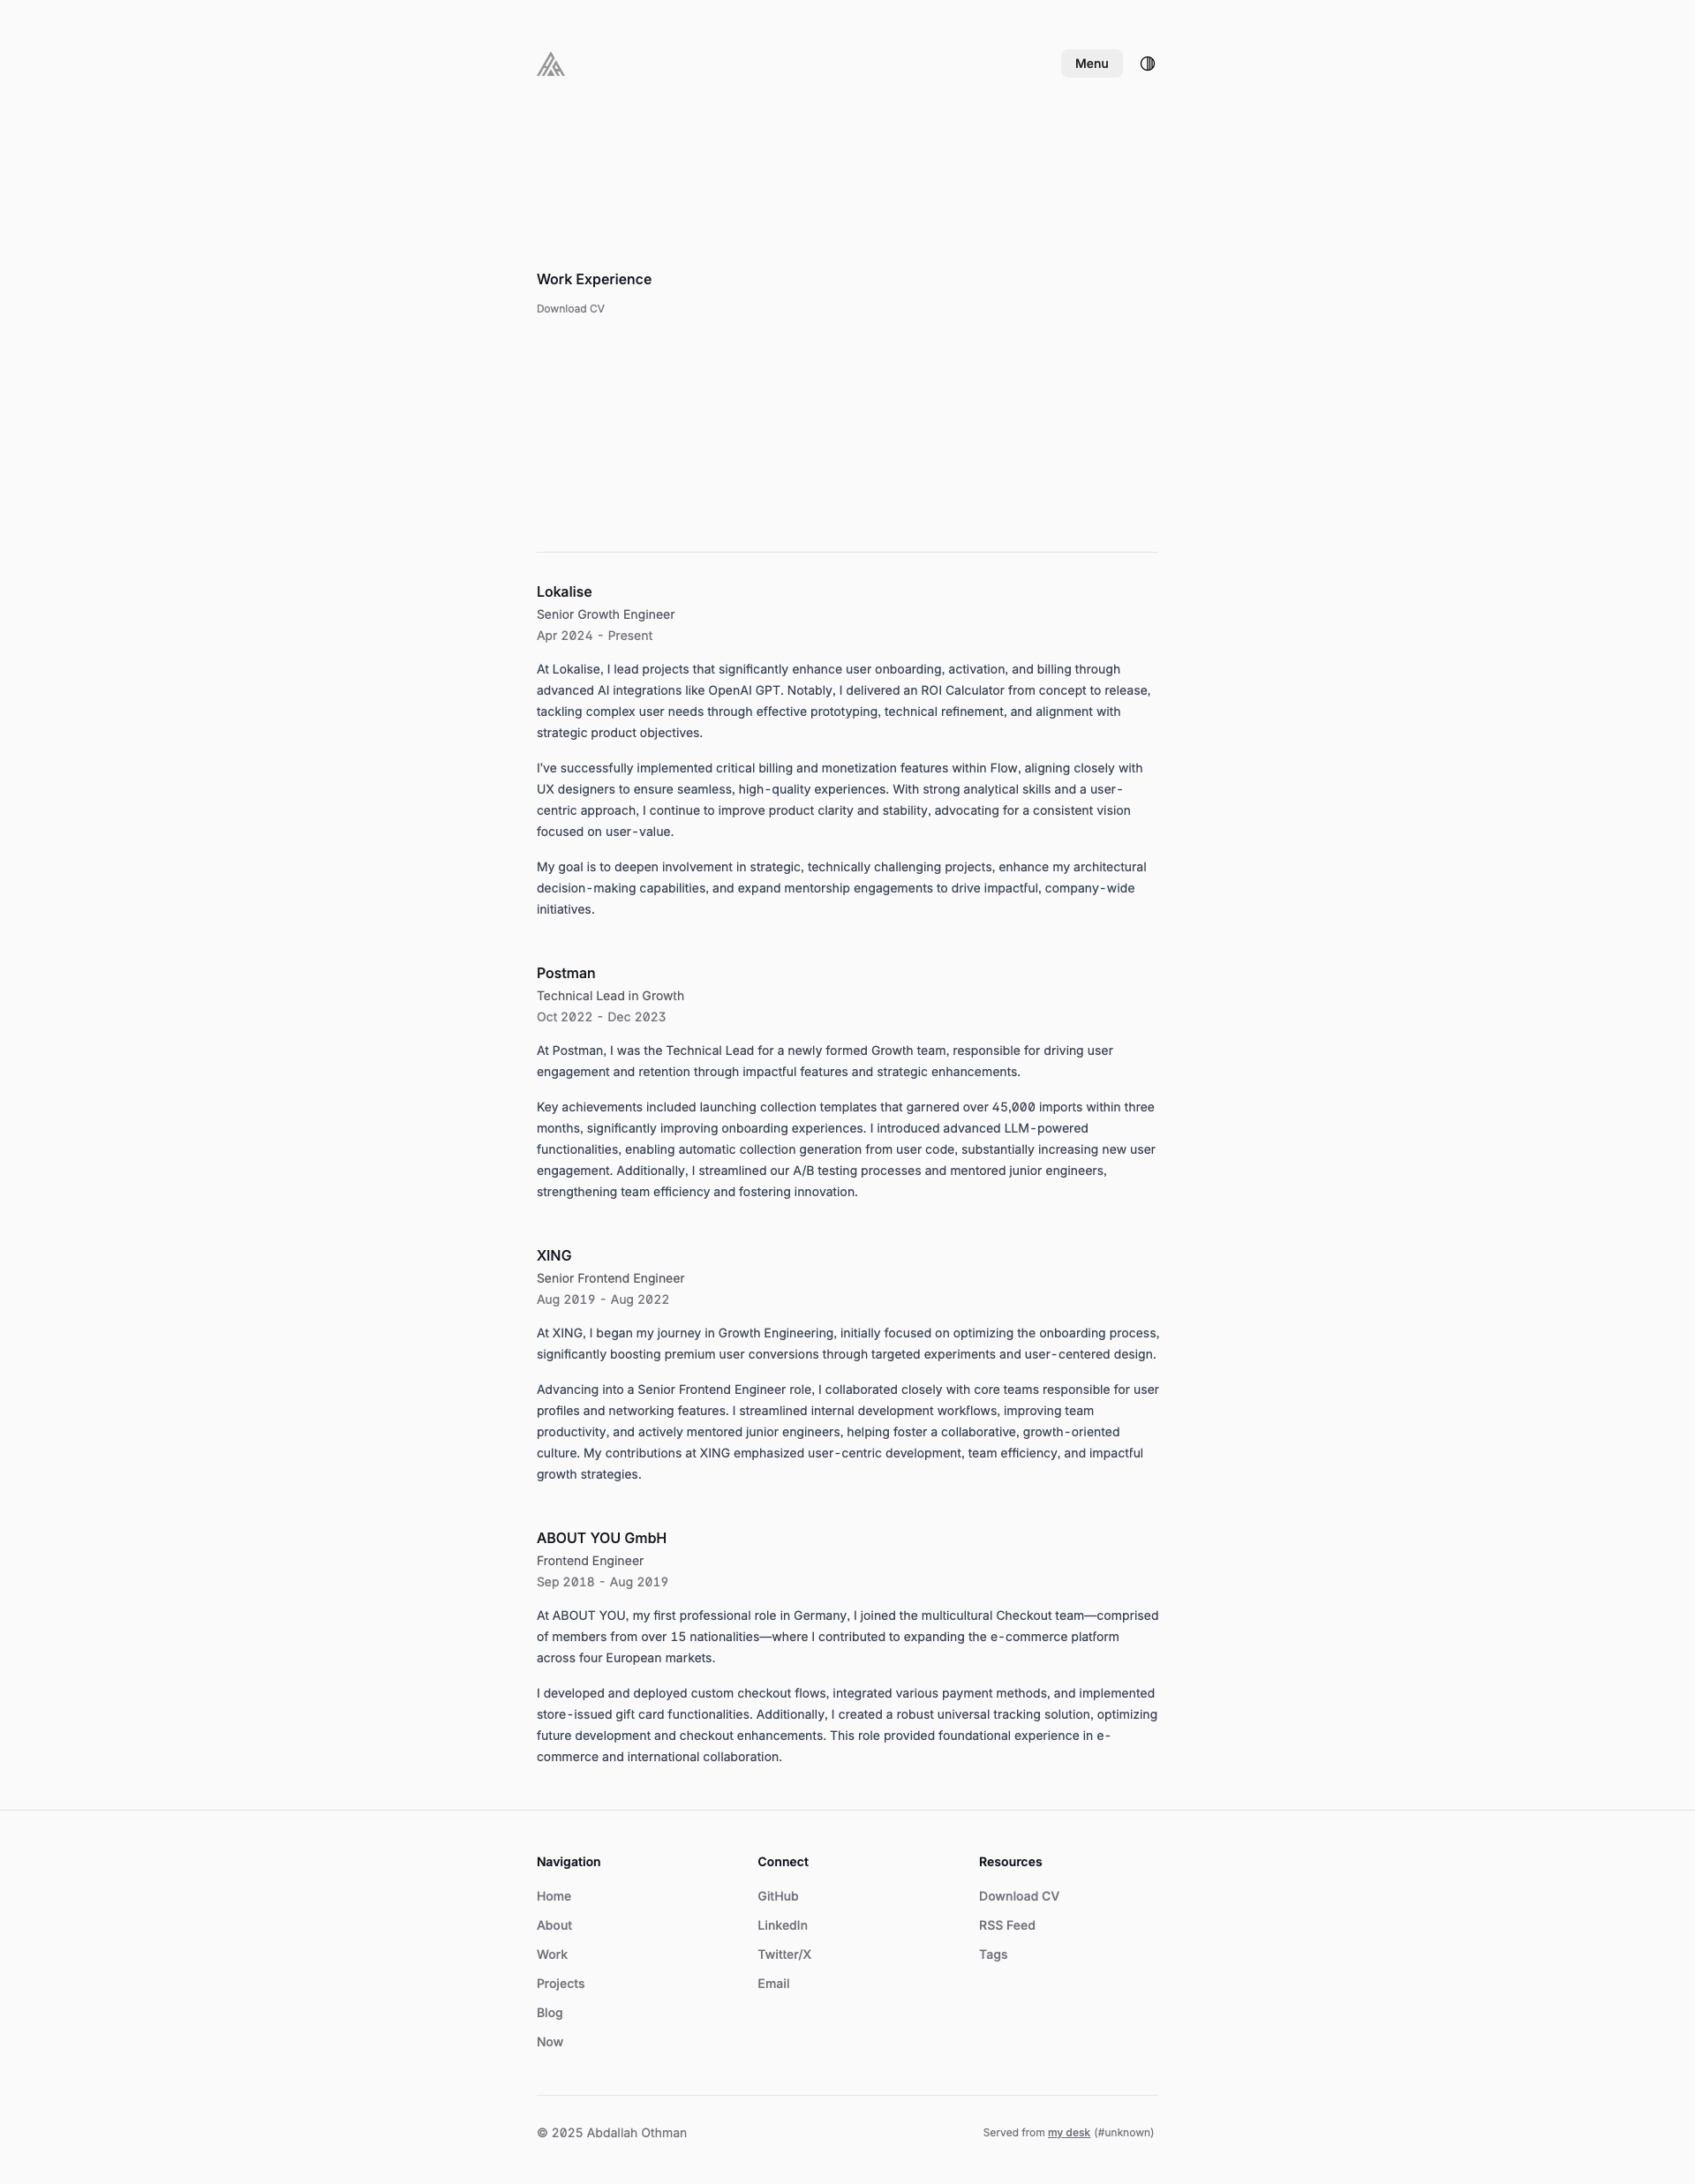 Menu
Work Experience
Download CV
Lokalise
Senior Growth Engineer
Apr 2024 - Present
At Lokalise, I lead projects that significantly enhance user onboarding, activation, and billing through
advanced AI integrations like OpenAI GPT. Notably, I delivered an ROI Calculator from concept to release,
tackling complex user needs through effective prototyping, technical refinement, and alignment with
strategic product objectives.
I've successfully implemented critical billing and monetization features within Flow, aligning closely with
UX designers to ensure seamless, high-quality experiences. With strong analytical skills and a user-
centric approach, I continue to improve product clarity and stability, advocating for a consistent vision
focused on user-value.
My goal is to deepen involvement in strategic, technically challenging projects, enhance my architectural
decision-making capabilities, and expand mentorship engagements to drive impactful, company-wide
initiatives.
Postman
Technical Lead in Growth
Oct 2022 - Dec 2023
At Postman, I was the Technical Lead for a newly formed Growth team, responsible for driving user
engagement and retention through impactful features and strategic enhancements.
Key achievements included launching collection templates that garnered over 45,000 imports within three
months, significantly improving onboarding experiences. I introduced advanced LLM-powered
functionalities, enabling automatic collection generation from user code, substantially increasing new user
engagement. Additionally, I streamlined our A/B testing processes and mentored junior engineers,
strengthening team efficiency and fostering innovation.
XING
Senior Frontend Engineer
Aug 2019 - Aug 2022
At XING, I began my journey in Growth Engineering, initially focused on optimizing the onboarding process,
significantly boosting premium user conversions through targeted experiments and user-centered design.
Advancing into a Senior Frontend Engineer role, I collaborated closely with core teams responsible for user
profiles and networking features. I streamlined internal development workflows, improving team
productivity, and actively mentored junior engineers, helping foster a collaborative, growth-oriented
culture. My contributions at XING emphasized user-centric development, team efficiency, and impactful
growth strategies.
ABOUT YOU GmbH
Frontend Engineer
Sep 2018 - Aug 2019
At ABOUT YOU, my first professional role in Germany, I joined the multicultural Checkout team—comprised
of members from over 15 nationalities—where I contributed to expanding the e-commerce platform
across four European markets.
I developed and deployed custom checkout flows, integrated various payment methods, and implemented
store-issued gift card functionalities. Additionally, I created a robust universal tracking solution, optimizing
future development and checkout enhancements. This role provided foundational experience in e-
commerce and international collaboration.
Navigation
Home
About
Work
Projects
Blog
Now
Connect
GitHub
LinkedIn
Twitter/X
Email
Resources
Download CV
RSS Feed
Tags
© 2025 Abdallah Othman
Served from my desk (#unknown)